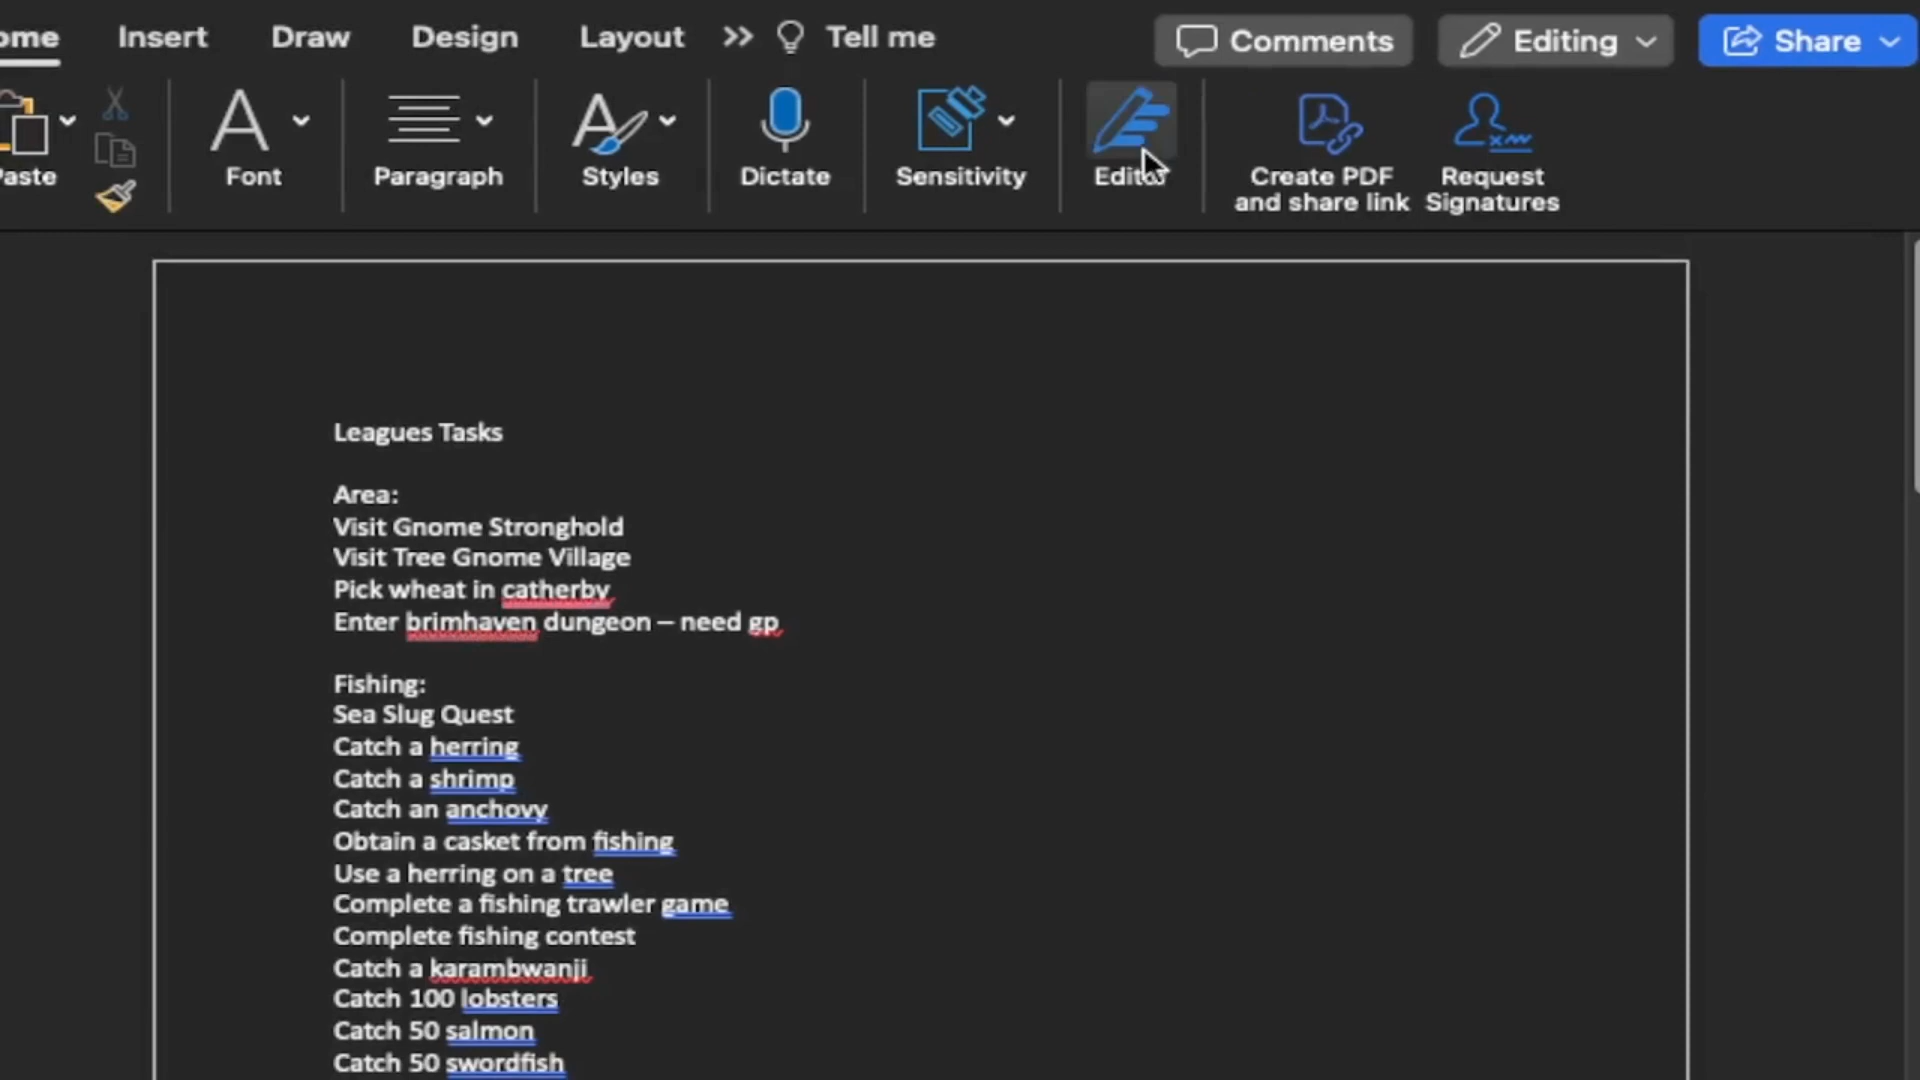 ome Insert Draw Design Layout >> Tell me Comments Editing Share
aste Font Paragraph Styles Dictate Sensitivity Editor Create PDF and share link Request Signatures
Leagues Tasks
Area:
Visit Gnome Stronghold
Visit Tree Gnome Village
Pick wheat in catherby
Enter brimhaven dungeon – need gp
Fishing:
Sea Slug Quest
Catch a herring
Catch a shrimp
Catch an anchovy
Obtain a casket from fishing
Use a herring on a tree
Complete a fishing trawler game
Complete fishing contest
Catch a karambwanji
Catch 100 lobsters
Catch 50 salmon
Catch 50 swordfish